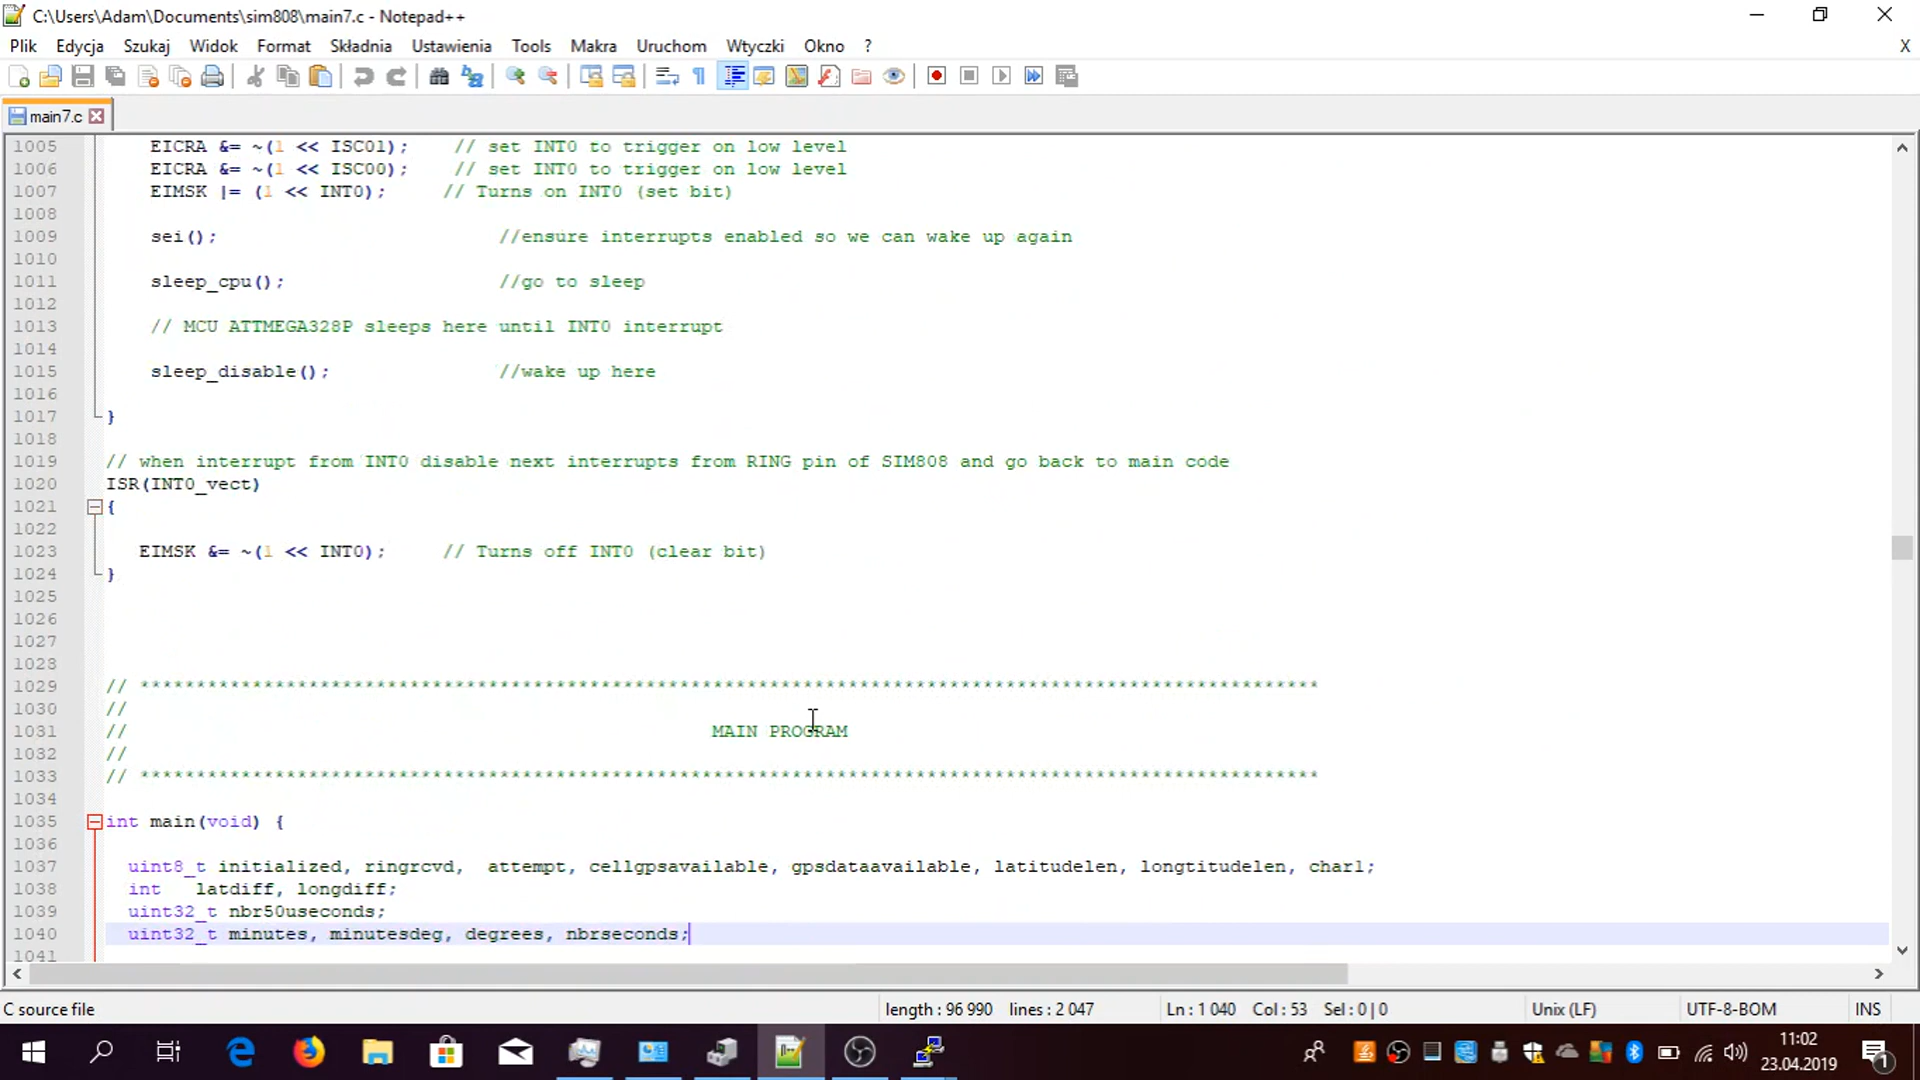 C:\Users\Adam\Documents\sim808\main7.c - Notepad++
Plik Edycja Szukaj Widok Format Składnia Ustawienia Tools Makra Uruchom Wtyczki Okno ? X
main7.c
1005 EICRA &= ~(1 << ISC01); // set INT0 to trigger on low level
1006 EICRA &= ~(1 << ISC00); // set INT0 to trigger on low level
1007 EIMSK |= (1 << INT0); // Turns on INT0 (set bit)
1008
1009 sei(); //ensure interrupts enabled so we can wake up again
1010
1011 sleep_cpu(); //go to sleep
1012
1013 // MCU ATTMEGA328P sleeps here until INT0 interrupt
1014
1015 sleep_disable(); //wake up here
1016
1017 }
1018
1019 // when interrupt from INT0 disable next interrupts from RING pin of SIM808 and go back to main code
1020 ISR(INT0_vect)
1021 {
1022
1023 EIMSK &= ~(1 << INT0); // Turns off INT0 (clear bit)
1024 }
1025
1026
1027
1028
1029 // *********************************************************************************************************
1030 //
1031 // MAIN PROGRAM
1032 //
1033 // *********************************************************************************************************
1034
1035 int main(void) {
1036
1037 uint8_t initialized, ringrcvd, attempt, cellgpsavailable, gpsdataavailable, latitudelen, longtitudelen, char1;
1038 int latdiff, longdiff;
1039 uint32_t nbr50useconds;
1040 uint32_t minutes, minutesdeg, degrees, nbrseconds;
1041
C source file length : 96 990 lines : 2 047 Ln : 1 040 Col : 53 Sel : 0 | 0 Unix (LF) UTF-8-BOM INS
11:02
23.04.2019
1